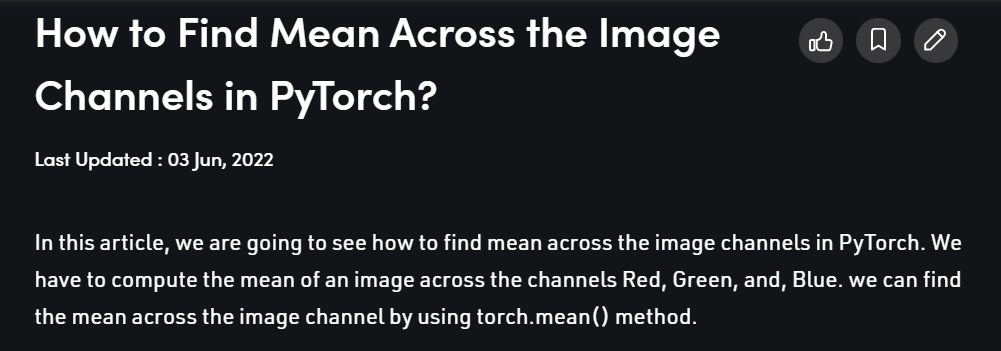 How to Find Mean Across the Image
Channels in PyTorch?
Last Updated : 03 Jun, 2022
In this article, we are going to see how to find mean across the image channels in PyTorch. We
have to compute the mean of an image across the channels Red, Green, and, Blue. we can find
the mean across the image channel by using torch.mean() method.